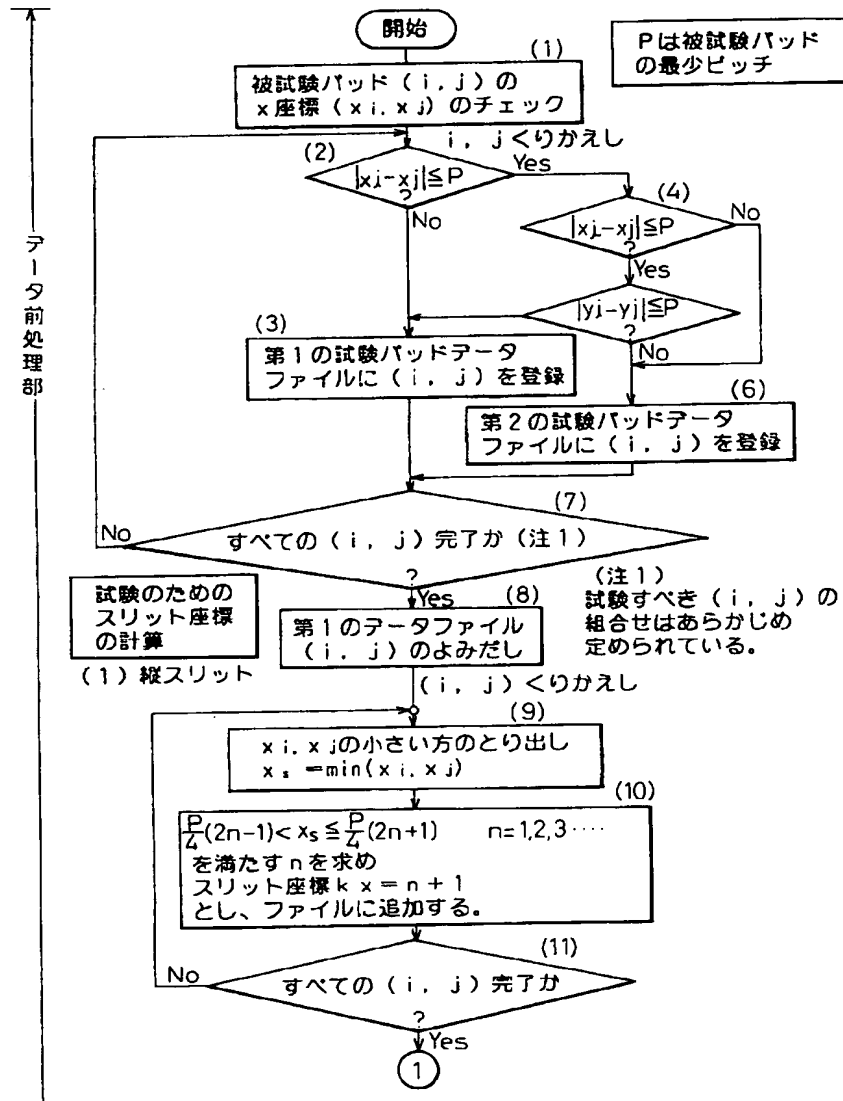 開始
Pは被試験パッド
の最少ピッチ
(1)
被試験パッド(i,j)の
x座標(xi,xj)のチェック
i,jくりかえし
(2)
|xi-xj|≦P
?
Yes
No
(4)
|xi-xj|≦P
?
No
Yes
|yi-yj|≦P
?
No
(3)
第1の試験パッドデータ
ファイルに(i,j)を登録
(6)
第2の試験パッドデータ
ファイルに(i,j)を登録
データ前処理部
(7)
すべての(i,j)完了か(注1)
?
No
Yes
(注1)
試験すべき(i,j)の
組合せはあらかじめ
定められている。
試験のための
スリット座標
の計算
(1)縦スリット
(8)
第1のデータファイル
(i,j)のよみだし
(i,j)くりかえし
(9)
xi,xjの小さい方のとり出し
xs=min(xi,xj)
(10)
P/4(2n-1)<xs≦P/4(2n+1) n=1,2,3····
を満たすnを求め
スリット座標kx=n+1
とし、ファイルに追加する。
(11)
すべての(i,j)完了か
?
No
Yes
1